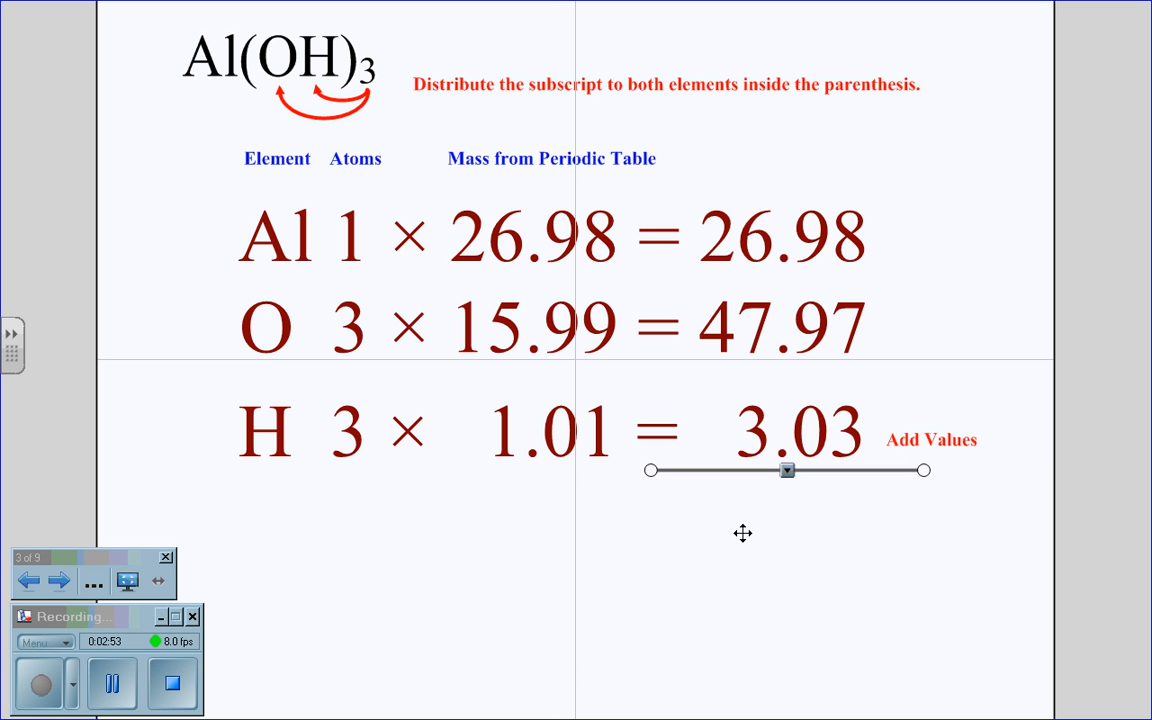 Al(OH)₃
Distribute the subscript to both elements inside the parenthesis.
Element Atoms Mass from Periodic Table
Al 1 × 26.98 = 26.98
O 3 × 15.99 = 47.97
H 3 × 1.01 = 3.03 Add Values
3 of 9
...
Recording...
Menu 0:02:53 8.0 fps